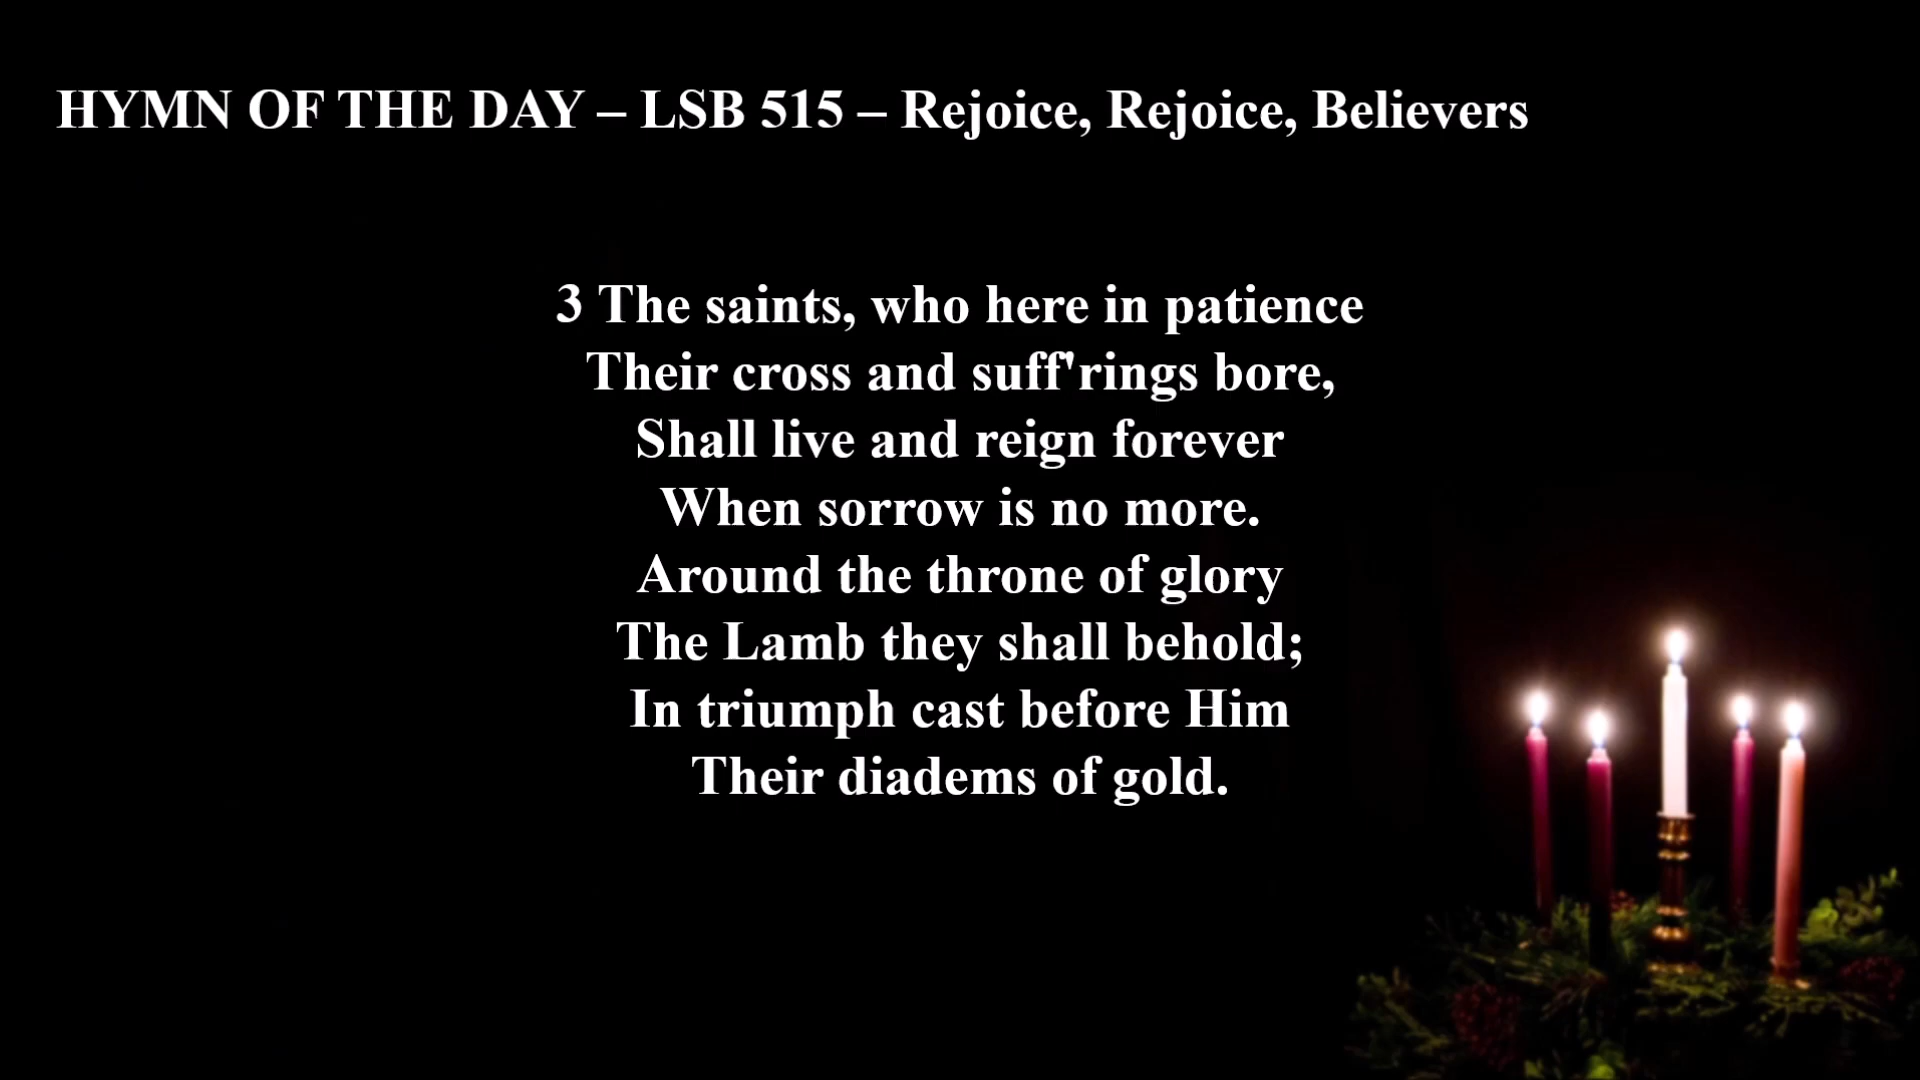 HYMN OF THE DAY – LSB 515 – Rejoice, Rejoice, Believers
3 The saints, who here in patience
Their cross and suff'rings bore,
Shall live and reign forever
When sorrow is no more.
Around the throne of glory
The Lamb they shall behold;
In triumph cast before Him
Their diadems of gold.